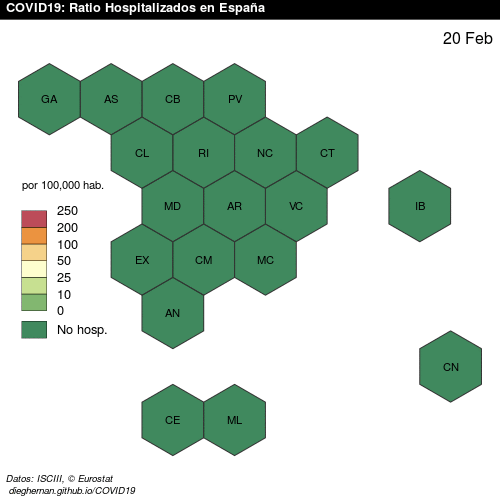 COVID19: Ratio Hospitalizados en España
20 Feb
GA AS CB PV
CL RI NC CT
MD AR VC IB
por 100,000 hab.
250
200
100
50
25
10
0
No hosp.
EX CM MC
AN
CN
CE ML
Datos: ISCIII, © Eurostat
dieghernan.github.io/COVID19